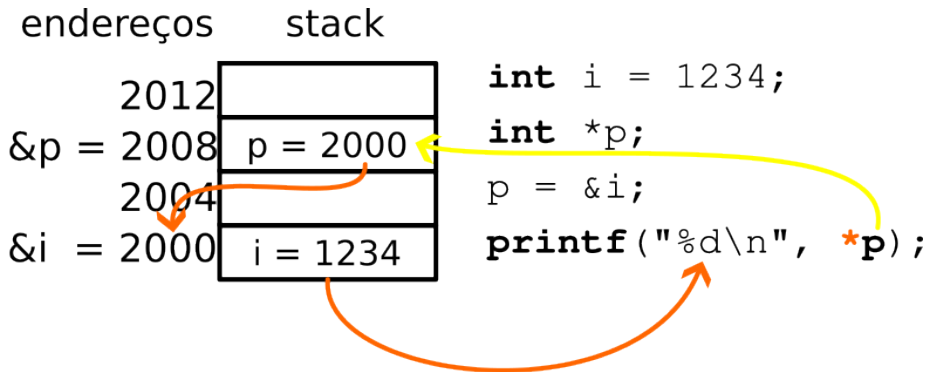 endereços stack
2012
&p = 2008 p = 2000
2004
&i = 2000 i = 1234
int i = 1234;
int *p;
p = &i;
printf("%d\n", *p);